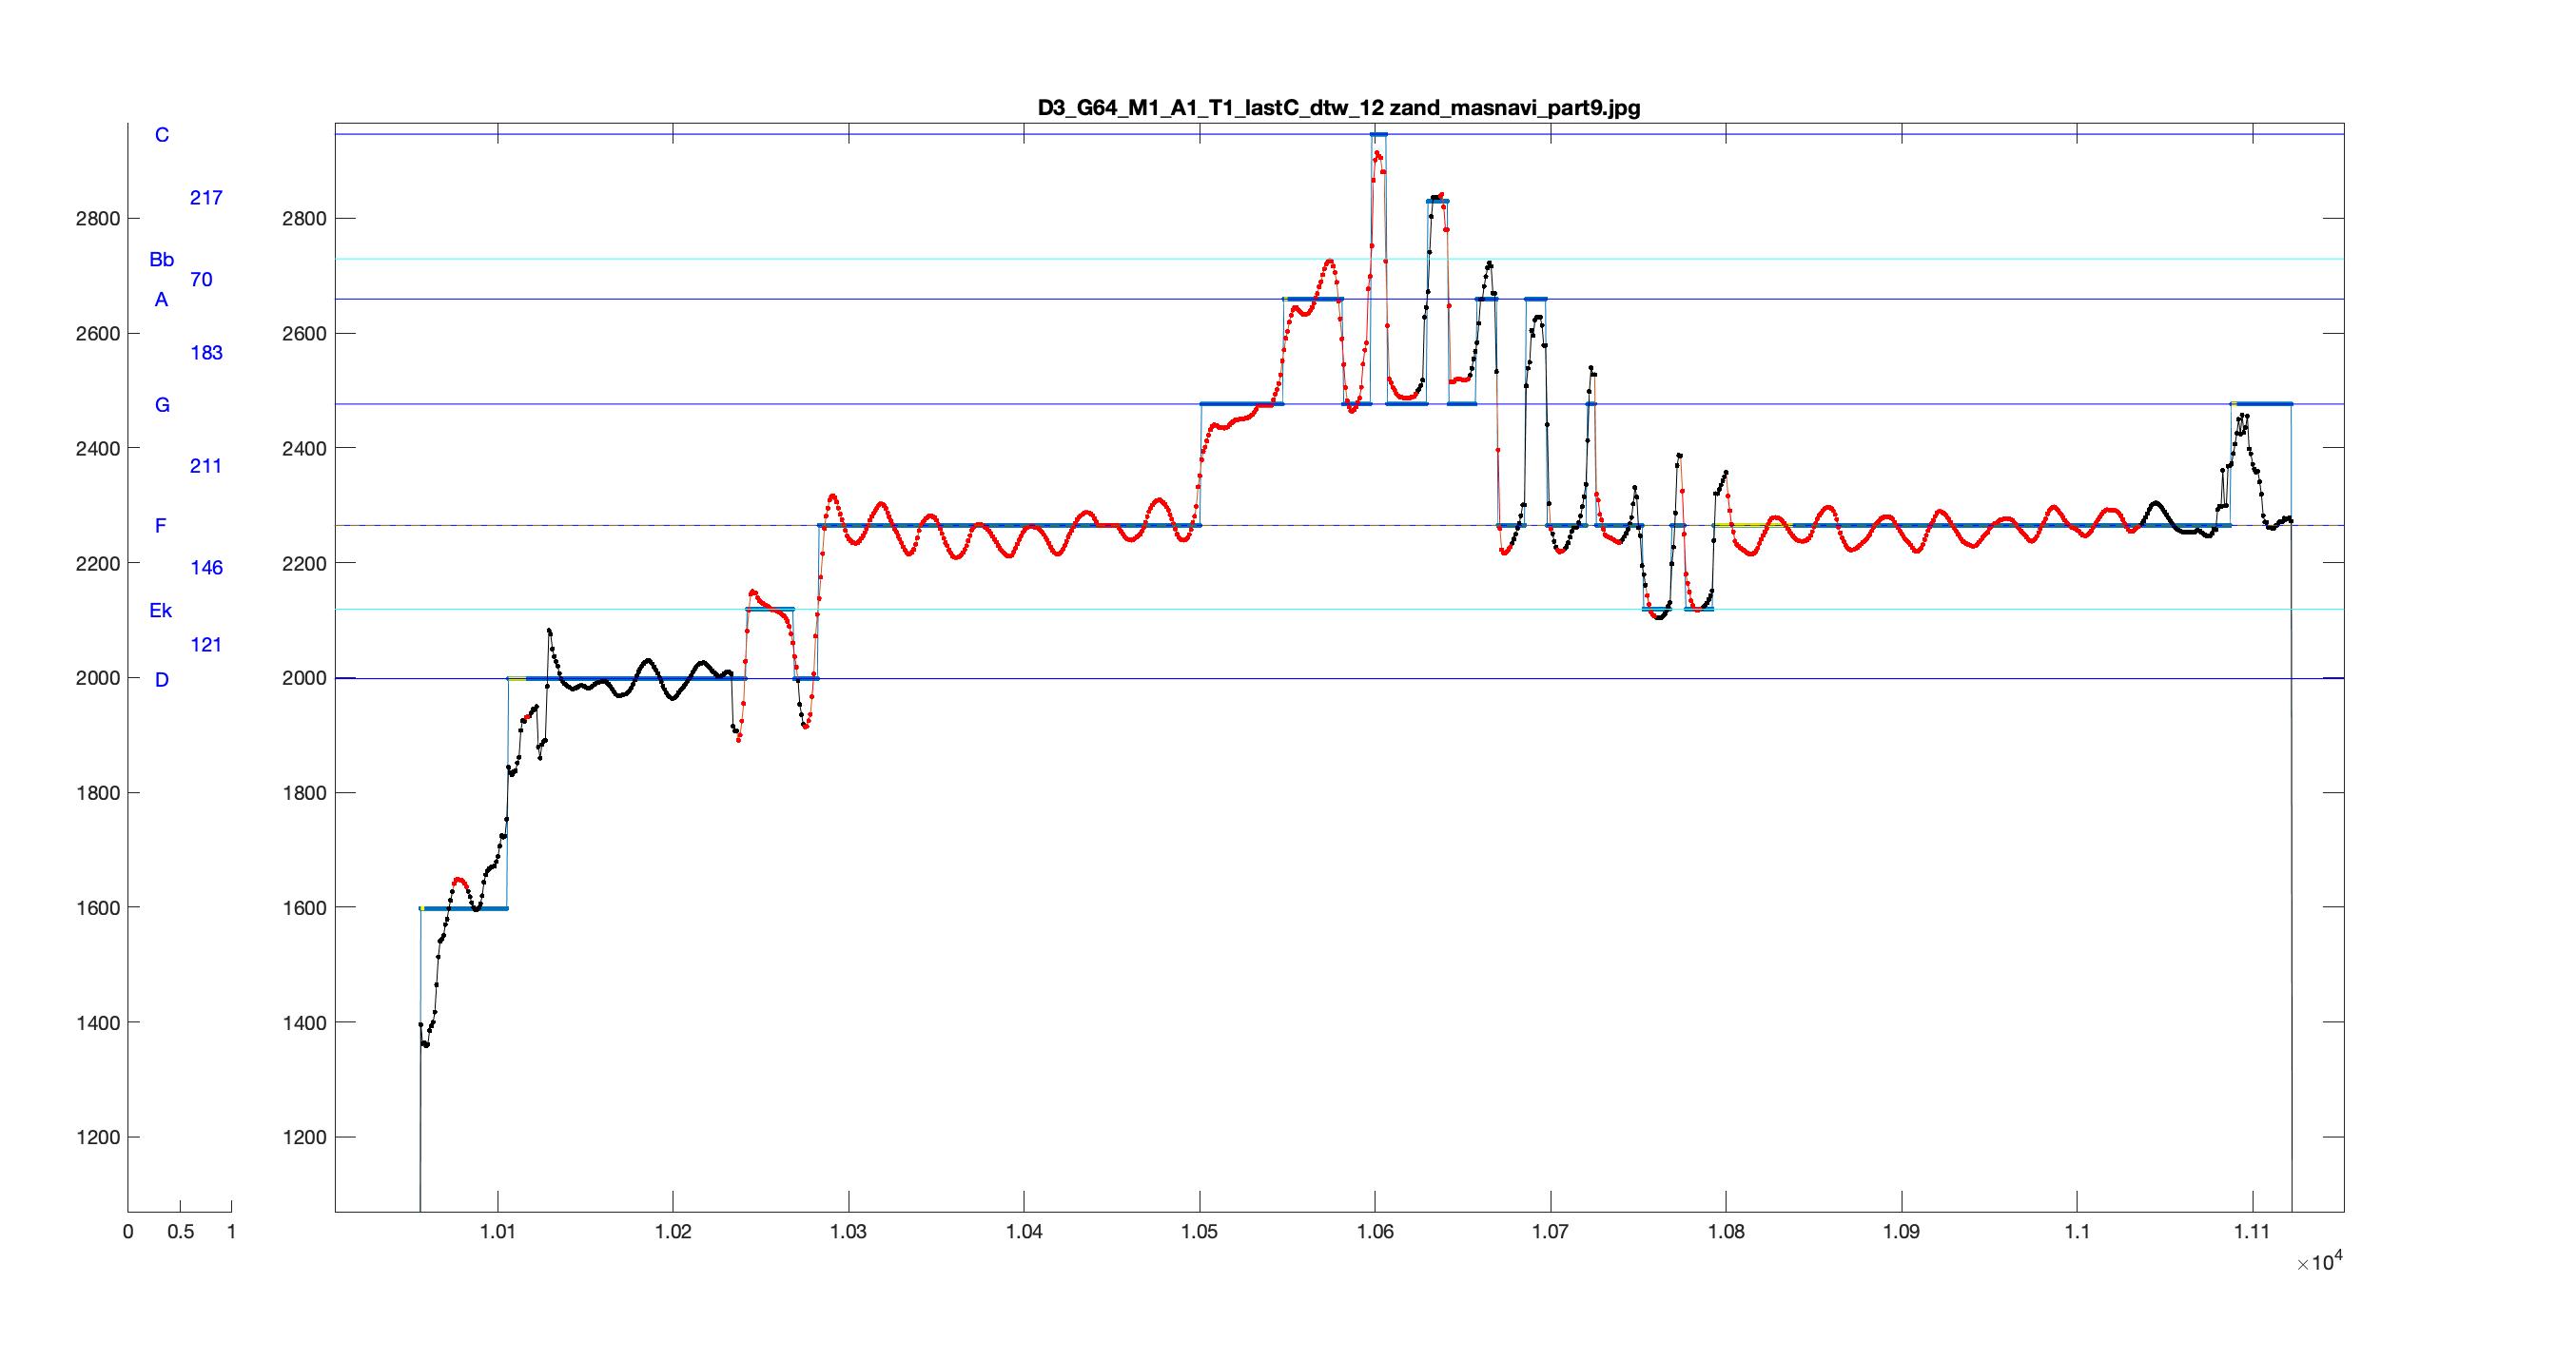 D3_G64_M1_A1_T1_lastC_dtw_12 zand_masnavi_part9.jpg
C
217
2800 2800
Bb
70
A
2600 2600
183
G
2400 2400
211
F
2200 2200
146
Ek
121
2000 D 2000
1800 1800
1600 1600
1400 1400
1200 1200
0 0.5 1 1.01 1.02 1.03 1.04 1.05 1.06 1.07 1.08 1.09 1.1 1.11
×10⁴